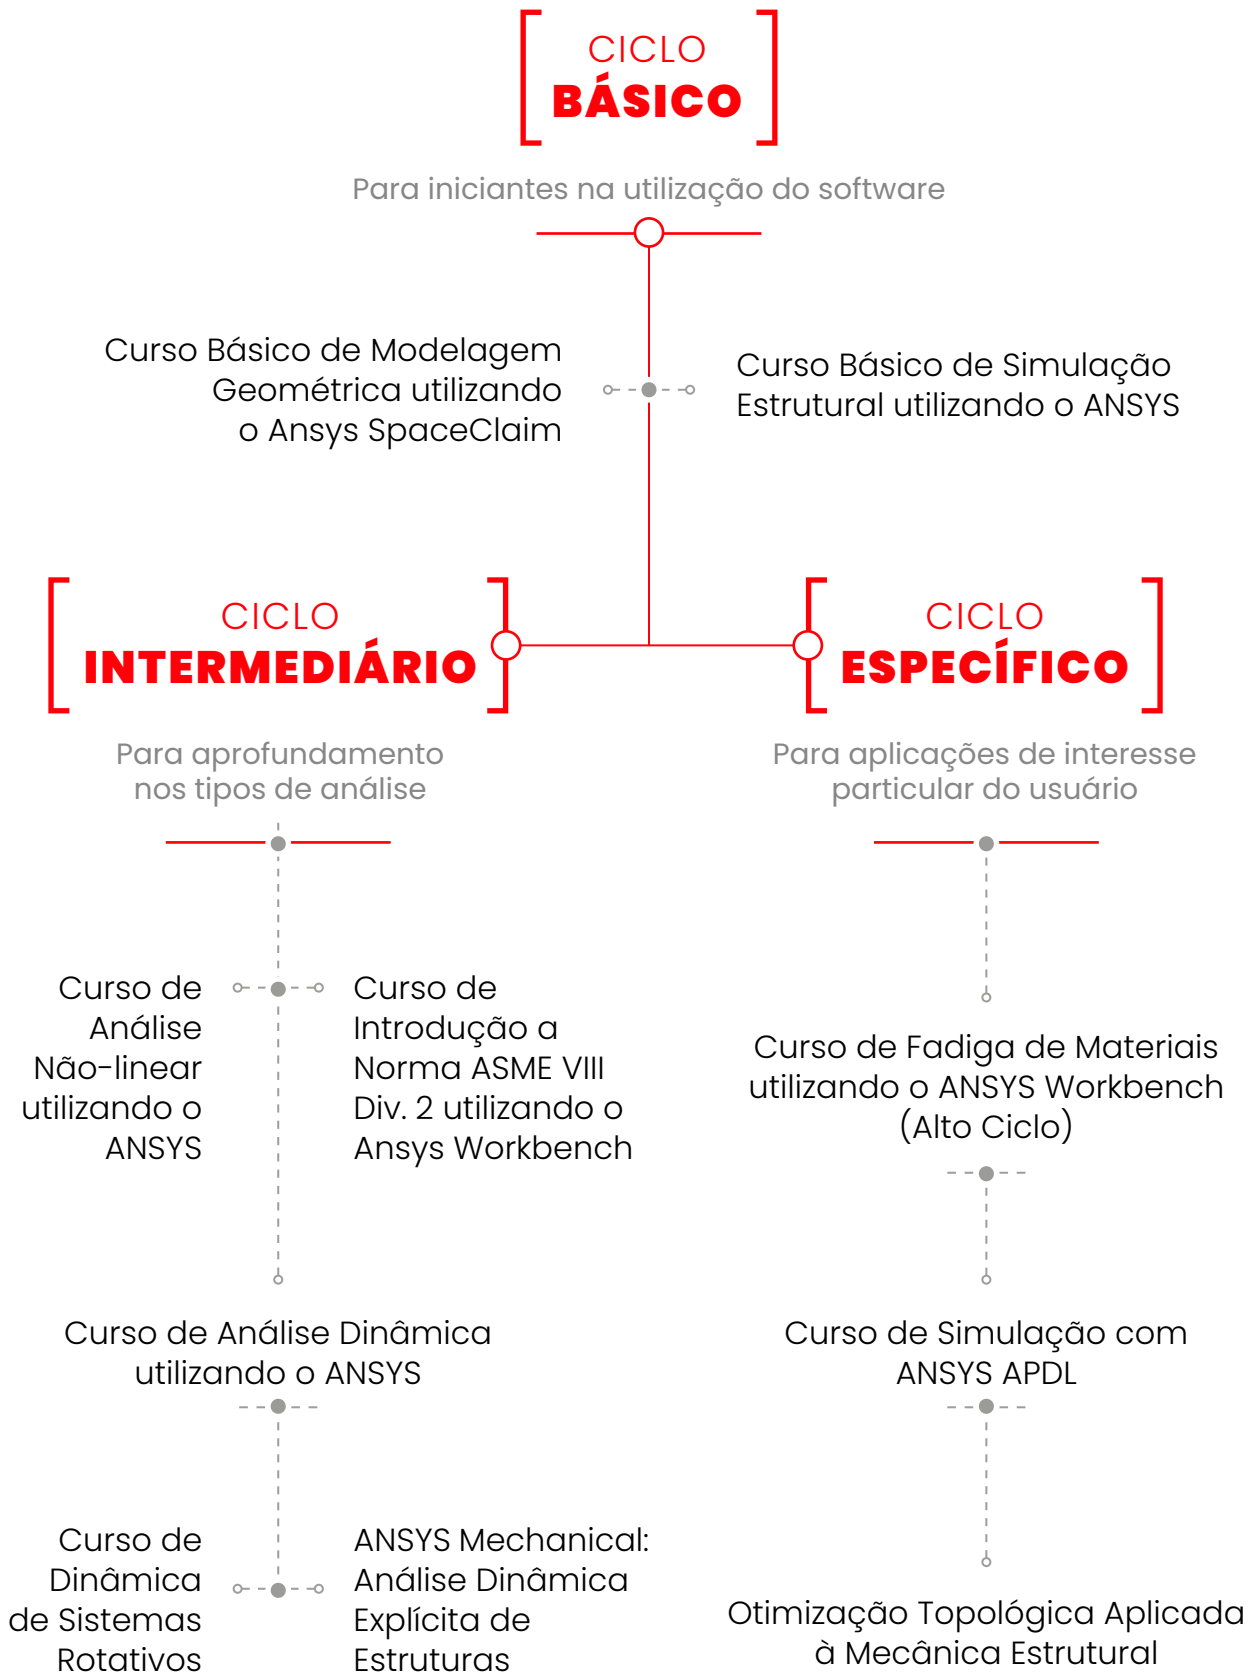 CICLO
BÁSICO
Para iniciantes na utilização do software
Curso Básico de Modelagem
Geométrica utilizando
o Ansys SpaceClaim
Curso Básico de Simulação
Estrutural utilizando o ANSYS
CICLO
INTERMEDIÁRIO
Para aprofundamento
nos tipos de análise
Curso de
Análise
Não-linear
utilizando o
ANSYS
Curso de
Introdução a
Norma ASME VIII
Div. 2 utilizando o
Ansys Workbench
Curso de Análise Dinâmica
utilizando o ANSYS
Curso de
Dinâmica
de Sistemas
Rotativos
ANSYS Mechanical:
Análise Dinâmica
Explícita de
Estruturas
CICLO
ESPECÍFICO
Para aplicações de interesse
particular do usuário
Curso de Fadiga de Materiais
utilizando o ANSYS Workbench
(Alto Ciclo)
Curso de Simulação com
ANSYS APDL
Otimização Topológica Aplicada
à Mecânica Estrutural